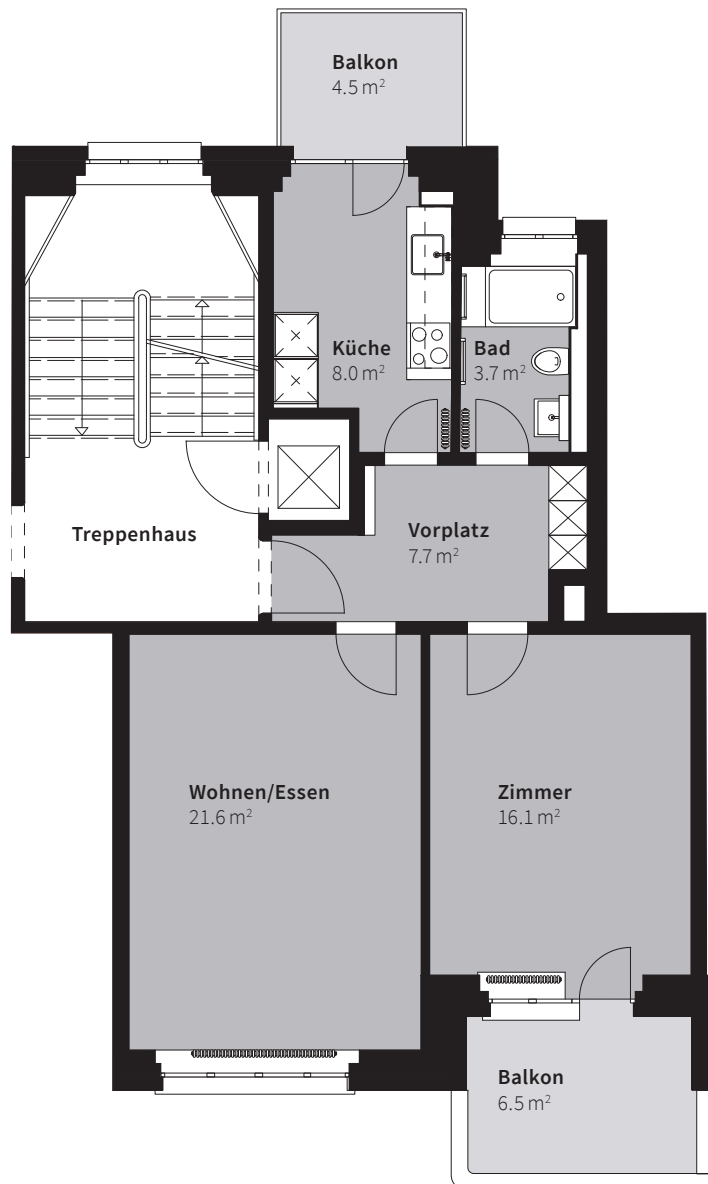 Balkon
4.5 m²
Küche
8.0 m²
Bad
3.7 m²
Treppenhaus
Vorplatz
7.7 m²
Wohnen/Essen
21.6 m²
Zimmer
16.1 m²
Balkon
6.5 m²